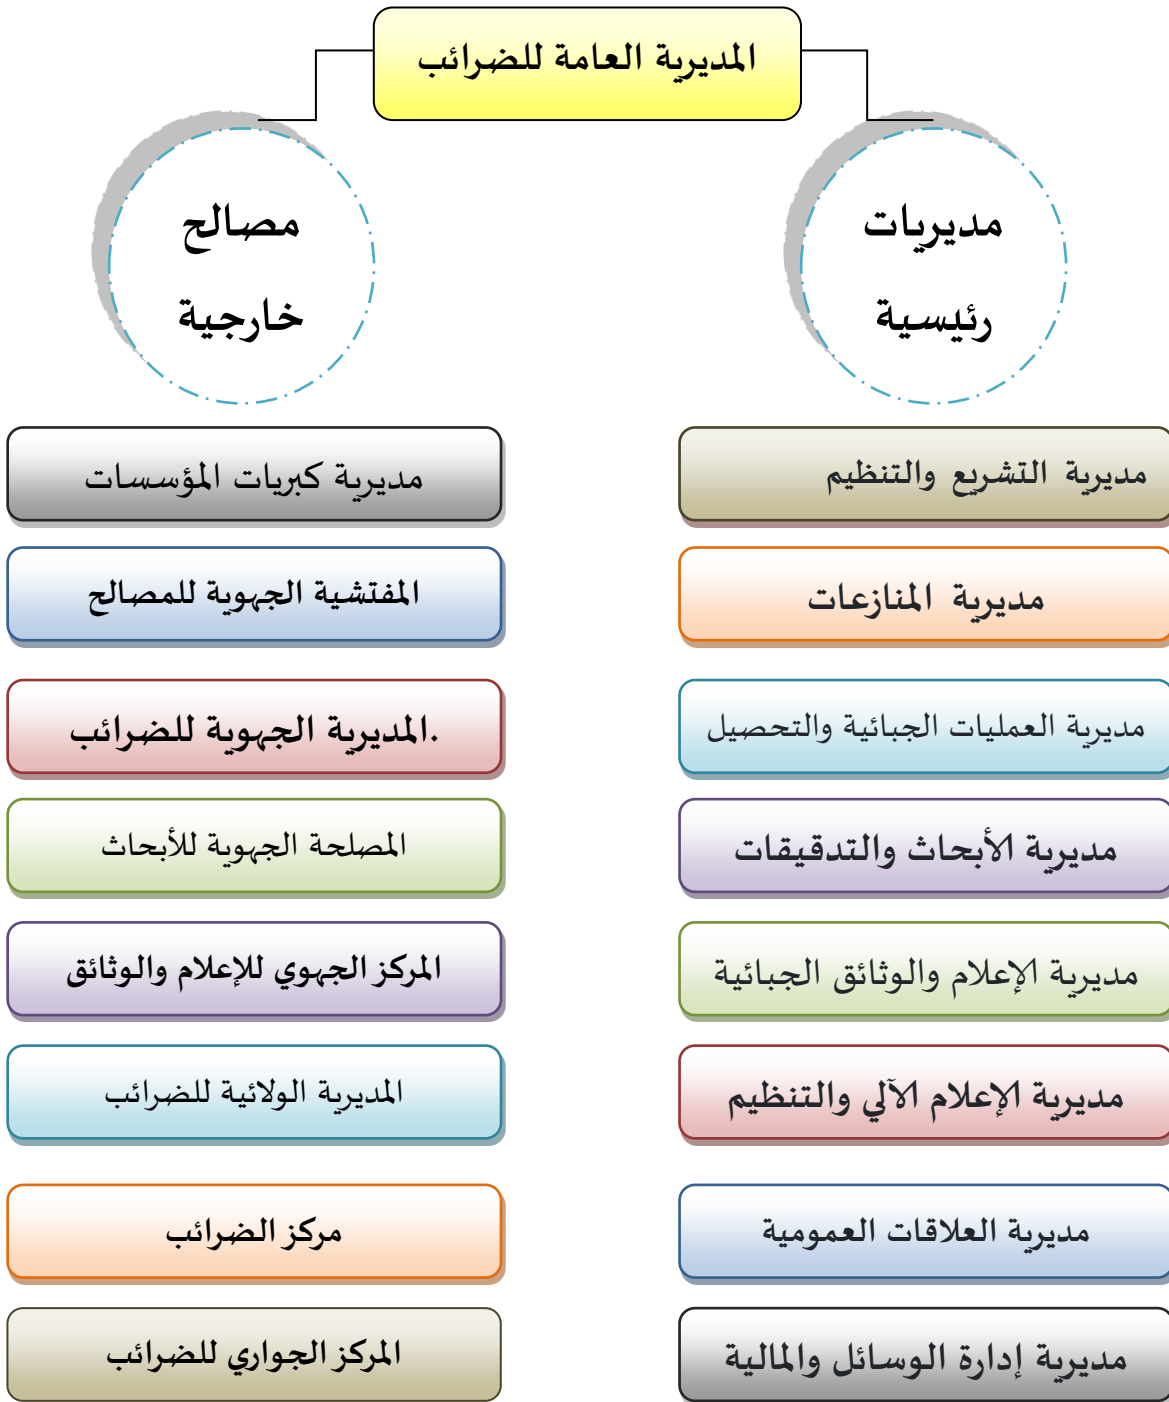 المديرية العامة للضرائب
مديريات
رئيسية
مصالح
خارجية
مديرية التشريع والتنظيم
مديرية المنازعات
مديرية العمليات الجبائية والتحصيل
مديرية الأبحاث والتدقيقات
مديرية الإعلام والوثائق الجبائية
مديرية الإعلام الآلي والتنظيم
مديرية العلاقات العمومية
مديرية إدارة الوسائل والمالية
مديرية كبريات المؤسسات
المفتشية الجهوية للمصالح
.المديرية الجهوية للضرائب
المصلحة الجهوية للأبحاث
المركز الجهوي للإعلام والوثائق
المديرية الولائية للضرائب
مركز الضرائب
المركز الجواري للضرائب